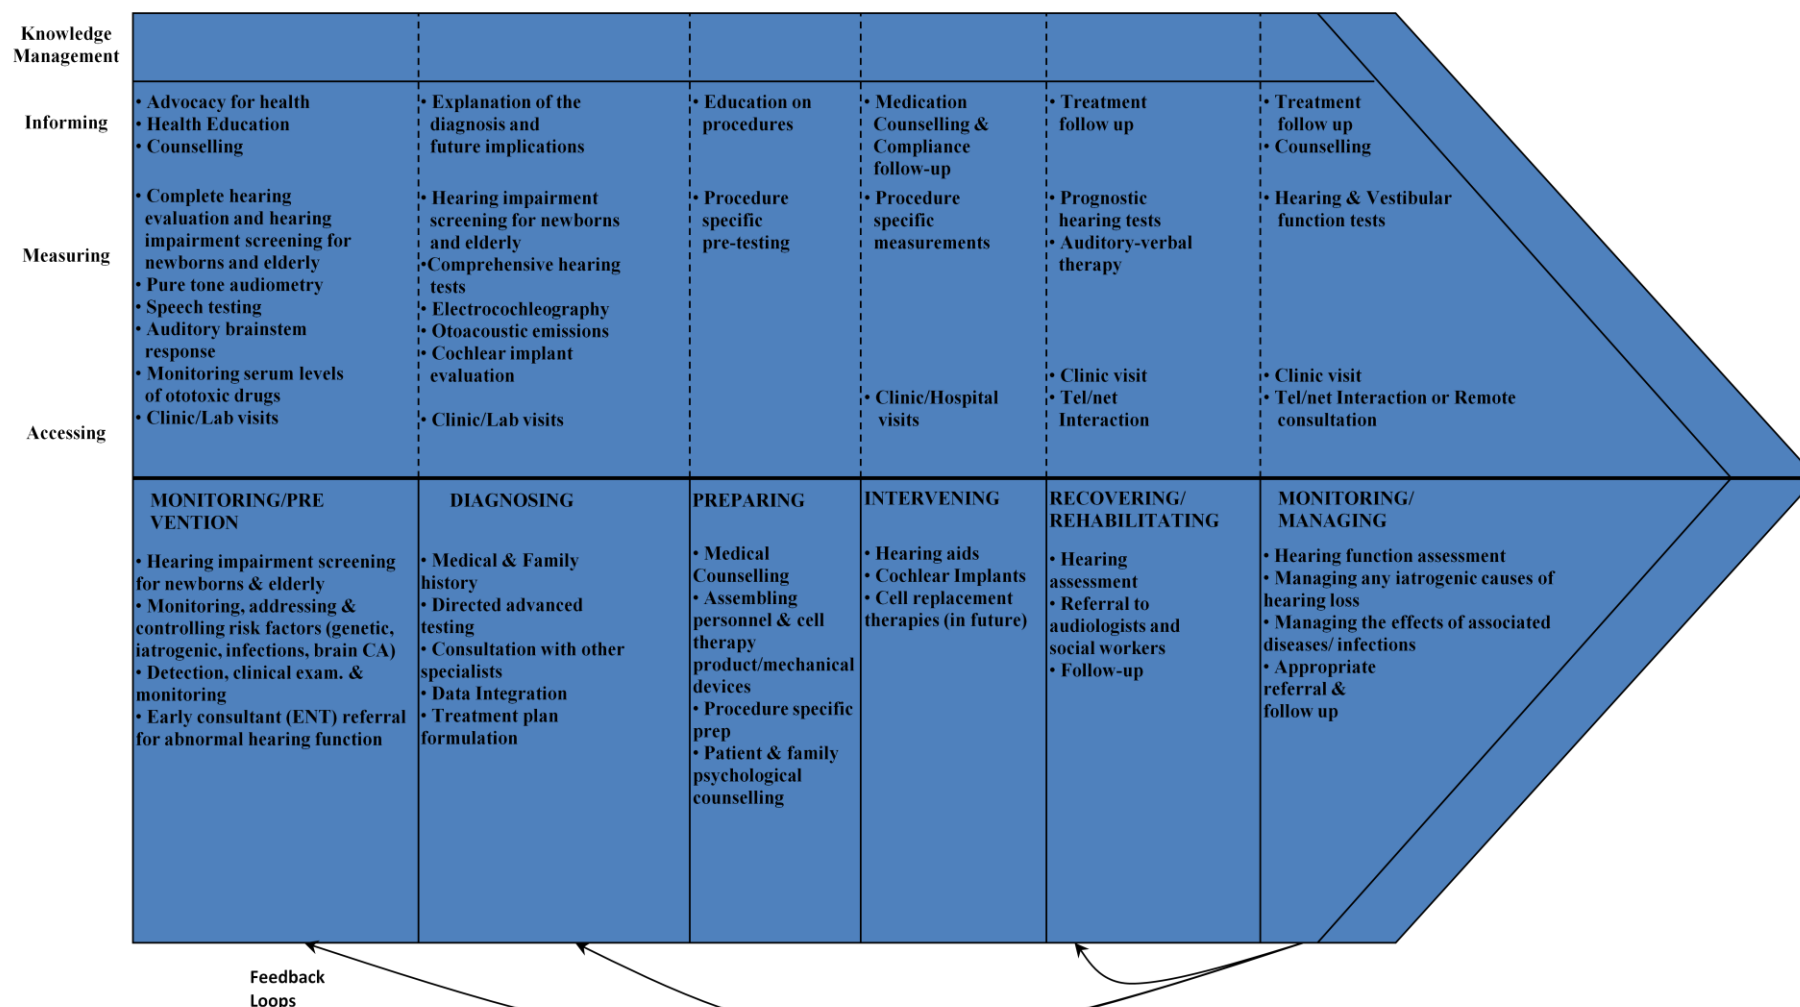 Knowledge
Management
Informing
• Advocacy for health
• Health Education
• Counselling
• Explanation of the
diagnosis and
future implications
• Education on
procedures
• Medication
Counselling &
Compliance
follow-up
• Treatment
follow up
• Treatment
follow up
• Counselling
Measuring
• Complete hearing
evaluation and hearing
impairment screening for
newborns and elderly
• Pure tone audiometry
• Speech testing
• Auditory brainstem
response
• Monitoring serum levels
of ototoxic drugs
• Hearing impairment
screening for newborns
and elderly
•Comprehensive hearing
tests
• Electrocochleography
• Otoacoustic emissions
• Cochlear implant
evaluation
• Procedure
specific
pre-testing
• Procedure
specific
measurements
• Prognostic
hearing tests
• Auditory-verbal
therapy
• Hearing & Vestibular
function tests
Accessing
• Clinic/Lab visits
• Clinic/Lab visits
• Clinic/Hospital
visits
• Clinic visit
• Tel/net
Interaction
• Clinic visit
• Tel/net Interaction or Remote
consultation
MONITORING/PRE
VENTION
• Hearing impairment screening
for newborns & elderly
• Monitoring, addressing &
controlling risk factors (genetic,
iatrogenic, infections, brain CA)
• Detection, clinical exam. &
monitoring
• Early consultant (ENT) referral
for abnormal hearing function
DIAGNOSING
• Medical & Family
history
• Directed advanced
testing
• Consultation with other
specialists
• Data Integration
• Treatment plan
formulation
PREPARING
• Medical
Counselling
• Assembling
personnel & cell
therapy
product/mechanical
devices
• Procedure specific
prep
• Patient & family
psychological
counselling
INTERVENING
• Hearing aids
• Cochlear Implants
• Cell replacement
therapies (in future)
RECOVERING/
REHABILITATING
• Hearing
assessment
• Referral to
audiologists and
social workers
• Follow-up
MONITORING/
MANAGING
• Hearing function assessment
• Managing any iatrogenic causes of
hearing loss
• Managing the effects of associated
diseases/ infections
• Appropriate
referral &
follow up
Feedback
Loops